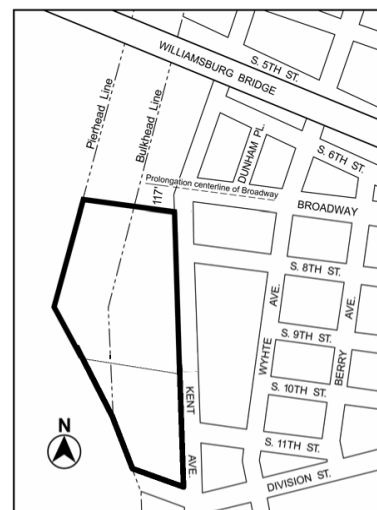 S. 5TH ST.
WILLIAMSBURG BRIDGE
Pierhead Line
Bulkhead Line
DUNHAM PL.
S. 6TH ST.
Prolongation centerline of Broadway
117'
BROADWAY
S. 8TH ST.
WYHTE AVE.
BERRY AVE.
S. 9TH ST.
S. 10TH ST.
KENT AVE.
S. 11TH ST.
DIVISION ST.
N